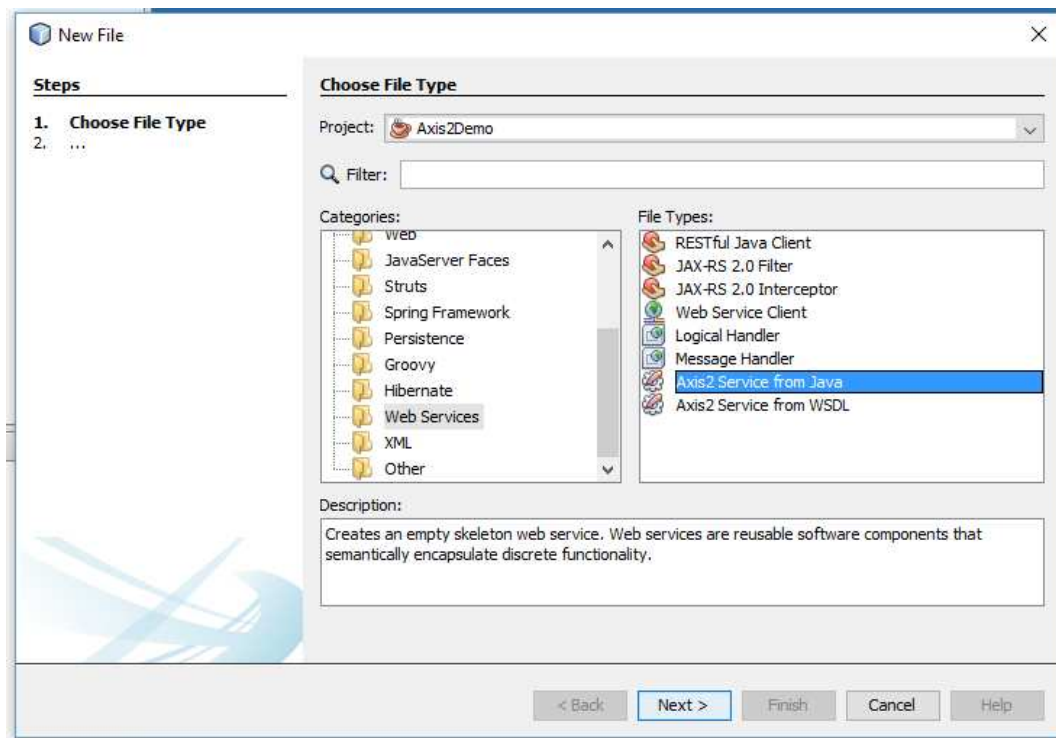 New File
Steps
1. Choose File Type
2. ...
Choose File Type
Project: Axis2Demo
Filter:
Categories:
Web
JavaServer Faces
Struts
Spring Framework
Persistence
Groovy
Hibernate
Web Services
XML
Other
File Types:
RESTful Java Client
JAX-RS 2.0 Filter
JAX-RS 2.0 Interceptor
Web Service Client
Logical Handler
Message Handler
Axis2 Service from Java
Axis2 Service from WSDL
Description:
Creates an empty skeleton web service. Web services are reusable software components that
semantically encapsulate discrete functionality.
< Back Next > Finish Cancel Help